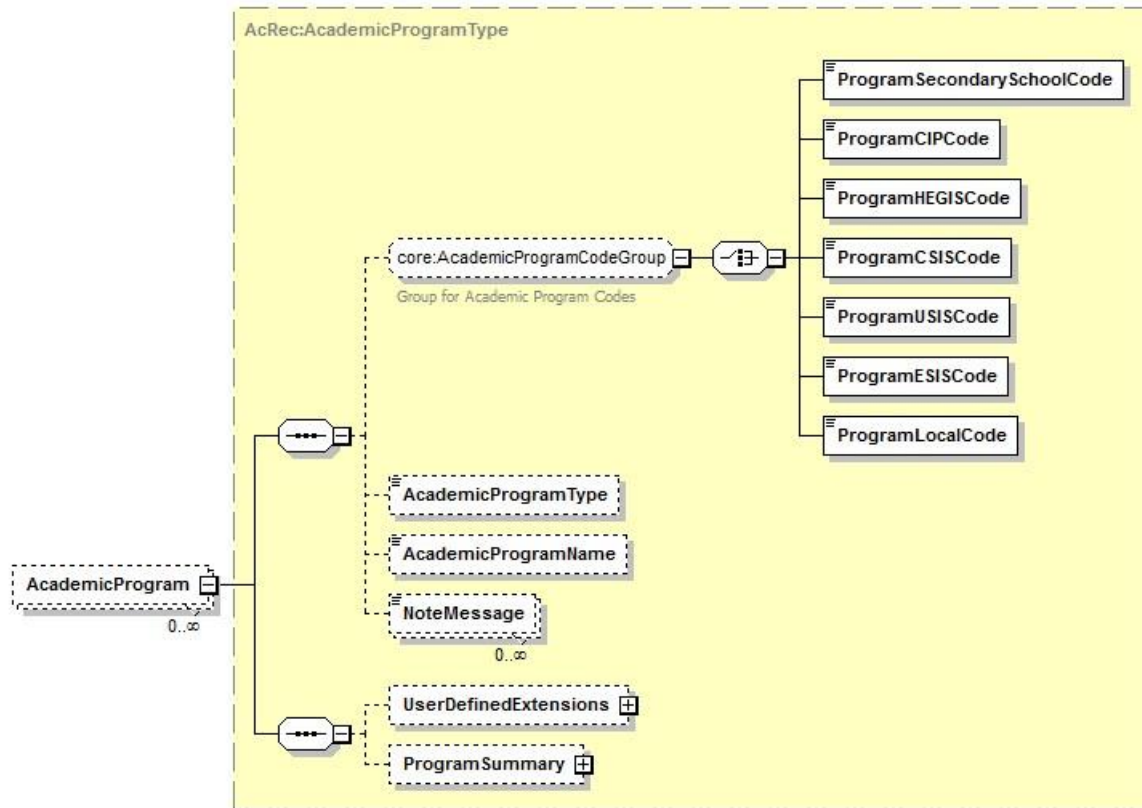 AcRec:AcademicProgramType
ProgramSecondarySchoolCode
ProgramCIPCode
ProgramHEGISCode
core:AcademicProgramCodeGroup
ProgramCSISCode
Group for Academic Program Codes
ProgramUSISCode
ProgramESISCode
ProgramLocalCode
AcademicProgramType
AcademicProgramName
AcademicProgram
NoteMessage
0..∞
0..∞
UserDefinedExtensions
ProgramSummary